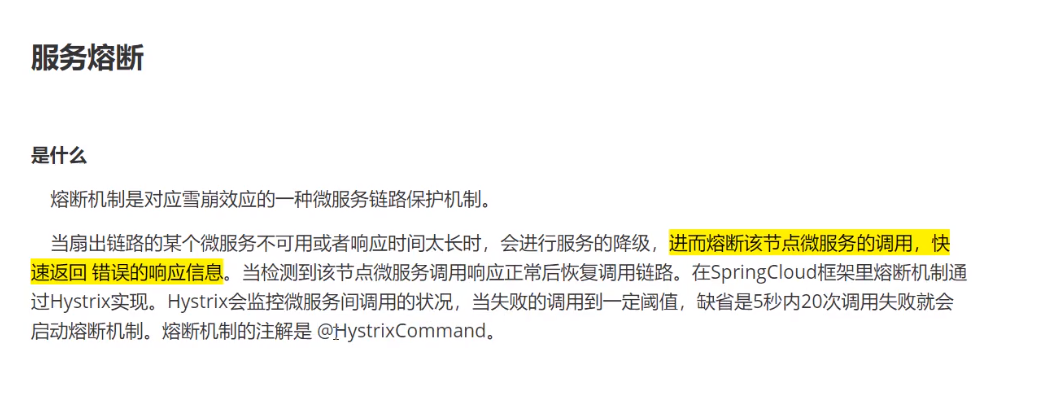 服务熔断
是什么
熔断机制是对应雪崩效应的一种微服务链路保护机制。
当扇出链路的某个微服务不可用或者响应时间太长时，会进行服务的降级，进而熔断该节点微服务的调用，快
速返回 错误的响应信息。当检测到该节点微服务调用响应正常后恢复调用链路。在SpringCloud框架里熔断机制通
过Hystrix实现。Hystrix会监控微服务间调用的状况，当失败的调用到一定阈值，缺省是5秒内20次调用失败就会
启动熔断机制。熔断机制的注解是 @HystrixCommand。